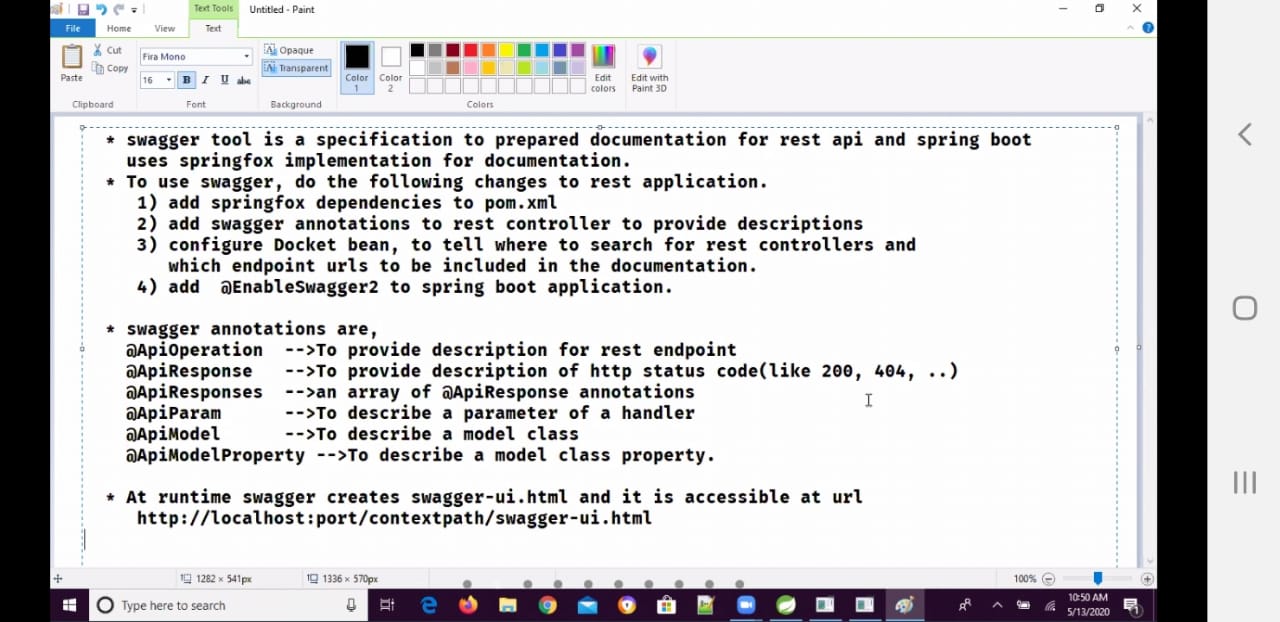 Text Tools
Untitled - Paint
File
Home
View
Text
Paste
Cut
Copy
Clipboard
Fira Mono
16
B I U abc
Font
Opaque
Transparent
Background
Color 1
Color 2
Colors
Edit colors
Edit with Paint 3D
* swagger tool is a specification to prepared documentation for rest api and spring boot
uses springfox implementation for documentation.
* To use swagger, do the following changes to rest application.
1) add springfox dependencies to pom.xml
2) add swagger annotations to rest controller to provide descriptions
3) configure Docket bean, to tell where to search for rest controllers and
which endpoint urls to be included in the documentation.
4) add @EnableSwagger2 to spring boot application.
* swagger annotations are,
@ApiOperation -->To provide description for rest endpoint
@ApiResponse -->To provide description of http status code(like 200, 404, ..)
@ApiResponses -->an array of @ApiResponse annotations
@ApiParam -->To describe a parameter of a handler
@ApiModel -->To describe a model class
@ApiModelProperty -->To describe a model class property.
* At runtime swagger creates swagger-ui.html and it is accessible at url
http://localhost:port/contextpath/swagger-ui.html
1282 × 541px
1336 × 570px
100%
Type here to search
10:50 AM
5/13/2020
1